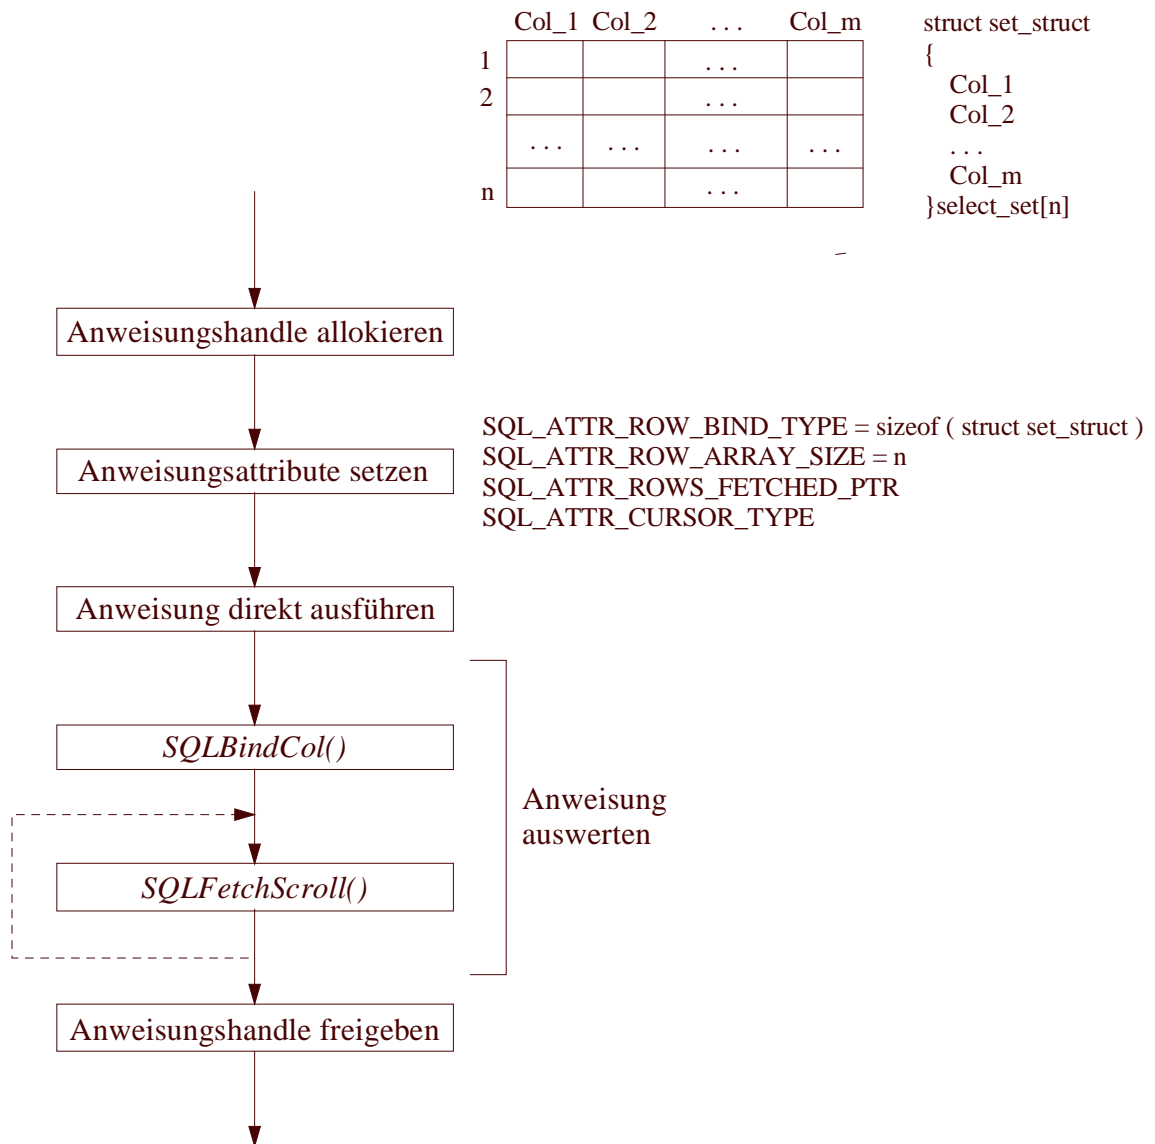 Col_1 Col_2 . . . Col_m
1 . . .
2 . . .
. . . . . . . . . . . .
n . . .
struct set_struct
{
Col_1
Col_2
. . .
Col_m
}select_set[n]
Anweisungshandle allokieren
Anweisungsattribute setzen
SQL_ATTR_ROW_BIND_TYPE = sizeof ( struct set_struct )
SQL_ATTR_ROW_ARRAY_SIZE = n
SQL_ATTR_ROWS_FETCHED_PTR
SQL_ATTR_CURSOR_TYPE
Anweisung direkt ausführen
SQLBindCol()
Anweisung
auswerten
SQLFetchScroll()
Anweisungshandle freigeben